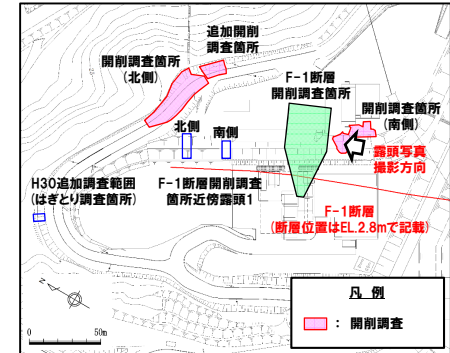 追加開削
調査箇所
開削調査箇所
(北側)
F-1断層
開削調査箇所
開削調査箇所
(南側)
北側
南側
露頭写真
撮影方向
H30追加調査範囲
(はぎとり調査箇所)
F-1断層開削調査
箇所近傍露頭1
F-1断層
(断層位置はEL.2.8mで記載)
N
0 50m
凡 例
: 開削調査